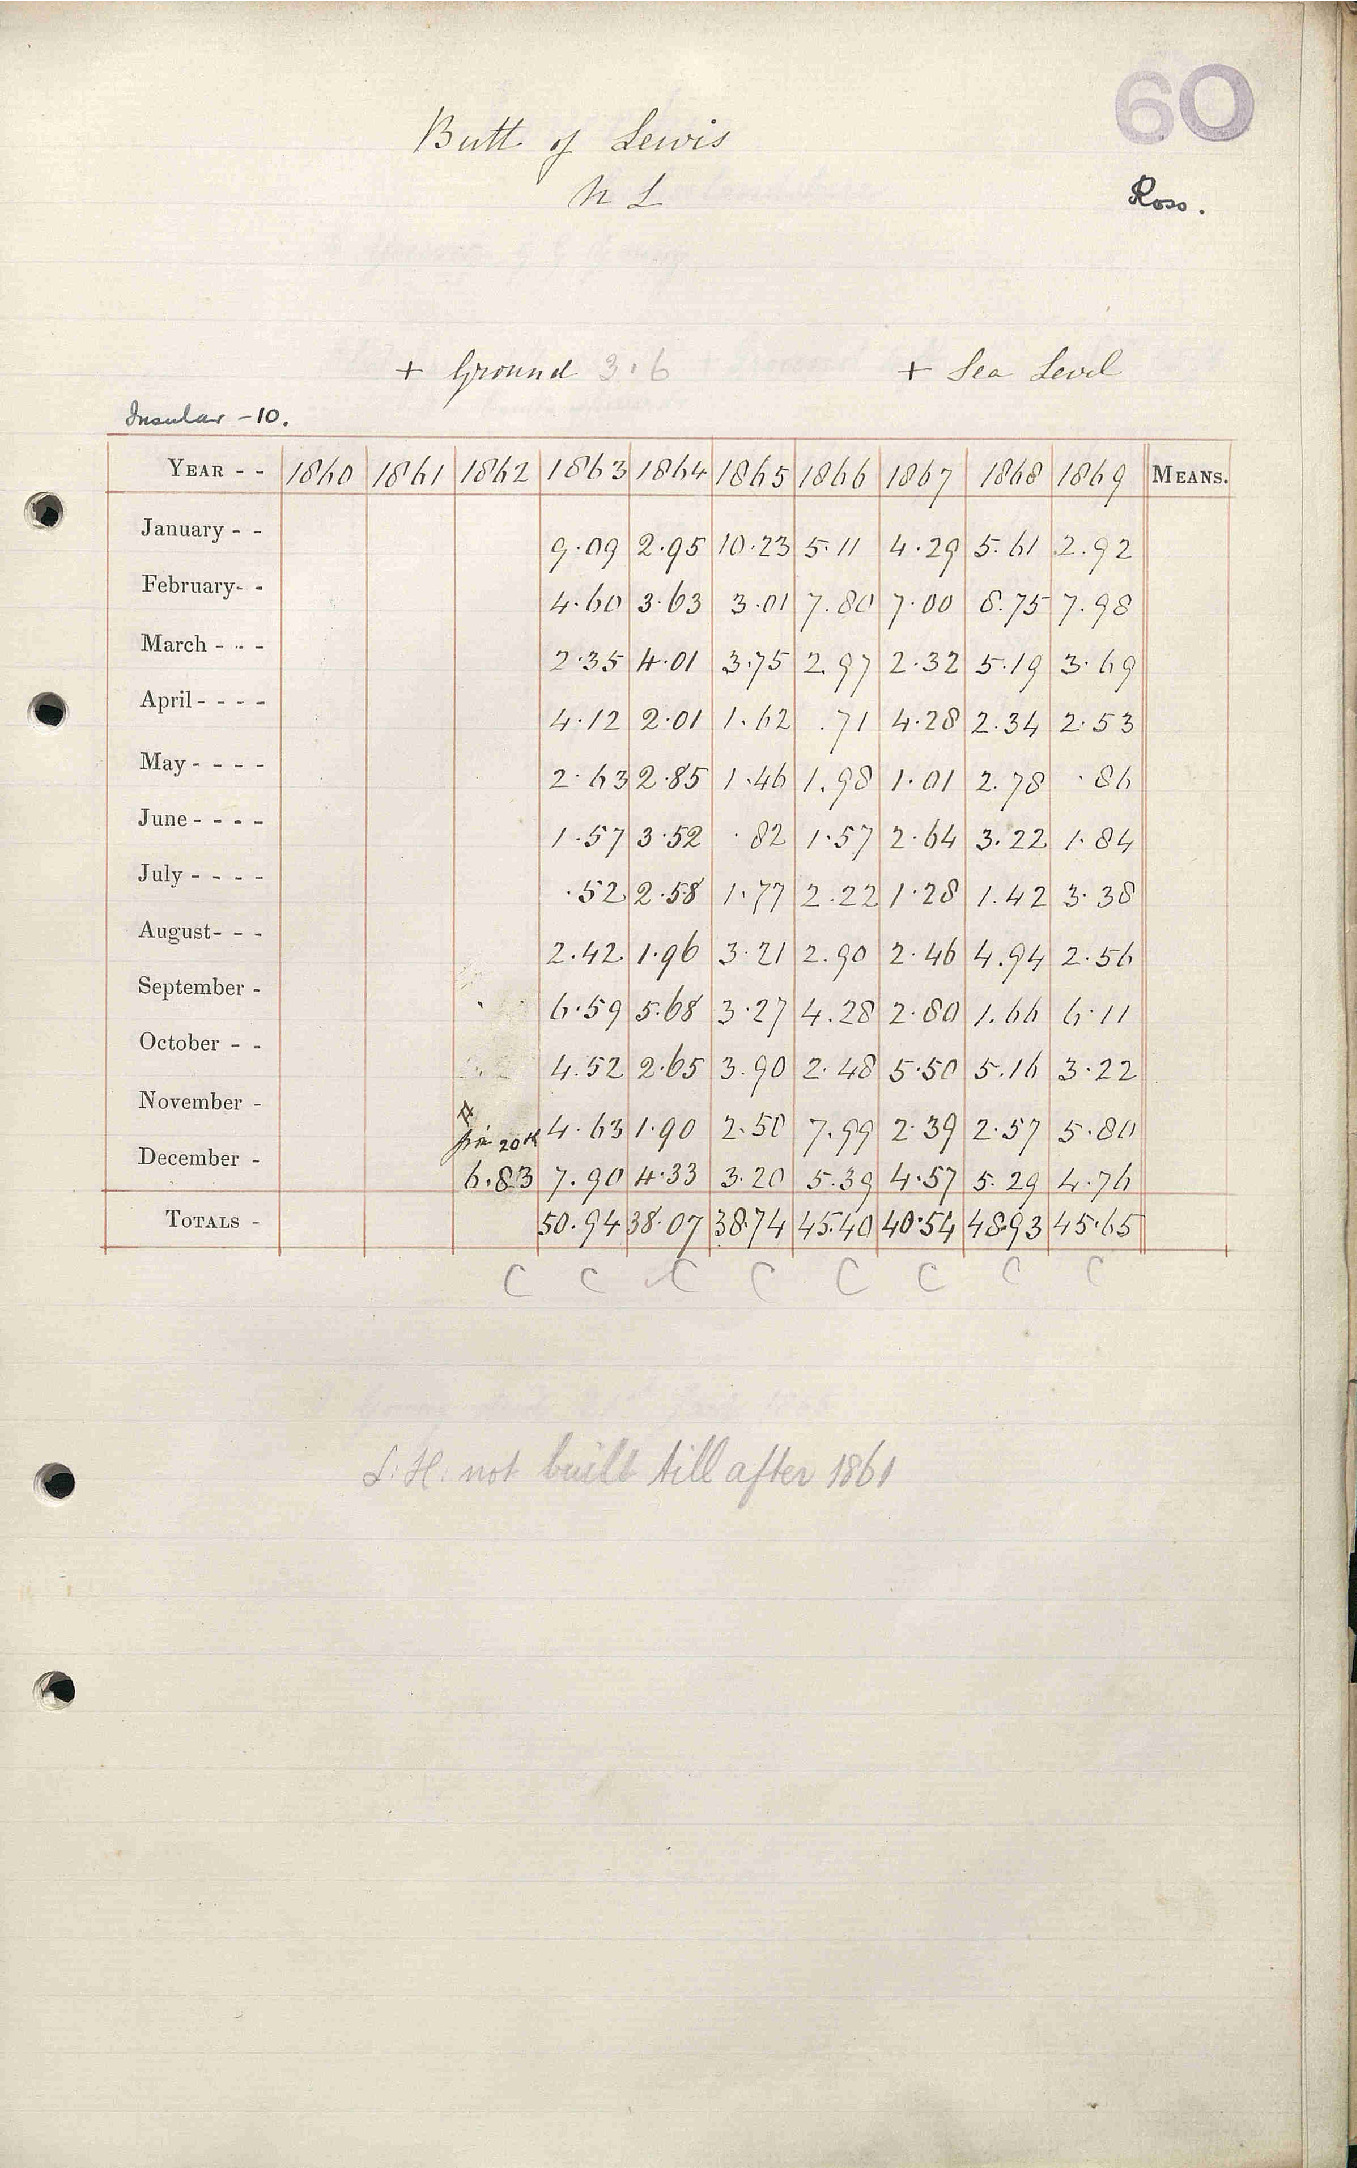 60
Butt of Lewis
N L
Ross.
+ Ground 3.6 + Sea Level
Insular -10.
YEAR - - 1860 1861 1862 1863 1864 1865 1866 1867 1868 1869 MEANS.
January - - 9.09 2.95 10.23 5.11 4.29 5.61 2.92
February- - 4.60 3.63 3.01 7.80 7.00 8.75 7.98
March - - - 2.35 4.01 3.75 2.97 2.32 5.19 3.69
April - - - - 4.12 2.01 1.62 .71 4.28 2.34 2.53
May - - - - 2.63 2.85 1.46 1.98 1.01 2.78 .86
June - - - - 1.57 3.52 .82 1.57 2.64 3.22 1.84
July - - - - .52 2.58 1.77 2.22 1.28 1.42 3.38
August- - - 2.42 1.96 3.21 2.90 2.46 4.94 2.56
September - 6.59 5.68 3.27 4.28 2.80 1.66 6.11
October - - 4.52 2.65 3.90 2.48 5.50 5.16 3.22
November - 4.63 1.90 2.50 7.99 2.39 2.57 5.80
20th
December - 6.83 7.90 4.33 3.20 5.39 4.57 5.29 4.76
TOTALS - 50.94 38.07 38.74 45.40 40.54 48.93 45.65
C C C C C C C C
L.H. not built till after 1861